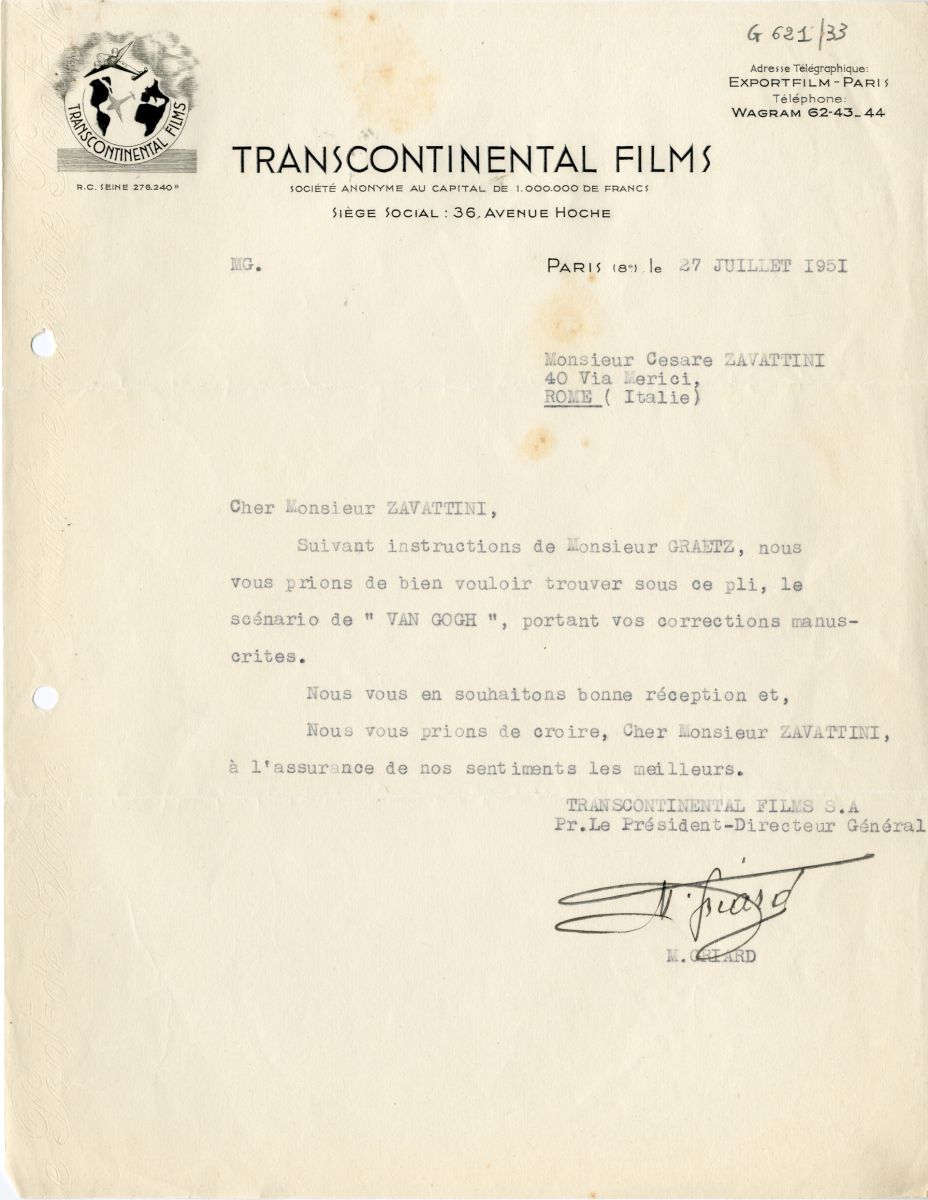 G 621/33
Adresse Télégraphique:
EXPORTFILM - PARIS
Téléphone:
WAGRAM 62-43_44
TRANSCONTINENTAL FILMS
R.C. SEINE 276.240 B
TRANSCONTINENTAL FILMS
SOCIÉTÉ ANONYME AU CAPITAL DE 1.000.000 DE FRANCS
SIÈGE SOCIAL : 36, AVENUE HOCHE
MG.
PARIS (8e), le 27 JUILLET 1951
Monsieur Cesare ZAVATTINI
40 Via Merici,
ROME ( Italie)
Cher Monsieur ZAVATTINI,
Suivant instructions de Monsieur GRAETZ, nous
vous prions de bien vouloir trouver sous ce pli, le
scénario de " VAN GOGH ", portant vos corrections manus-
crites.
Nous vous en souhaitons bonne réception et,
Nous vous prions de croire, Cher Monsieur ZAVATTINI,
à l'assurance de nos sentiments les meilleurs.
TRANSCONTINENTAL FILMS S.A
Pr.Le Président-Directeur Général
M. Griard
M.GRIARD